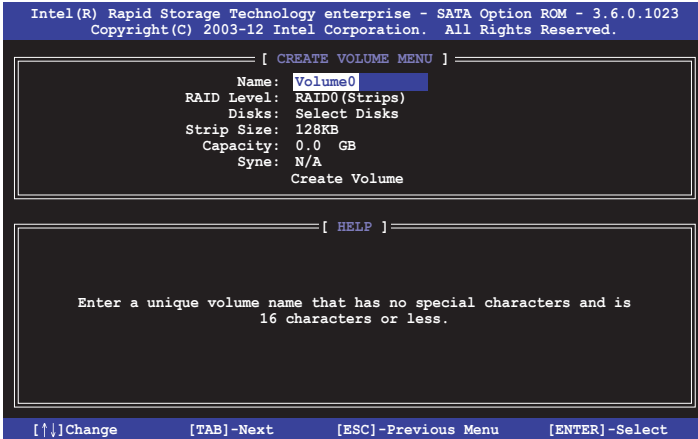 Intel(R) Rapid Storage Technology enterprise - SATA Option ROM - 3.6.0.1023
Copyright(C) 2003-12 Intel Corporation. All Rights Reserved.
[ CREATE VOLUME MENU ]
Name: Volume0
RAID Level: RAID0(Strips)
Disks: Select Disks
Strip Size: 128KB
Capacity: 0.0 GB
Syne: N/A
Create Volume
[ HELP ]
Enter a unique volume name that has no special characters and is
16 characters or less.
[↑↓]Change [TAB]-Next [ESC]-Previous Menu [ENTER]-Select